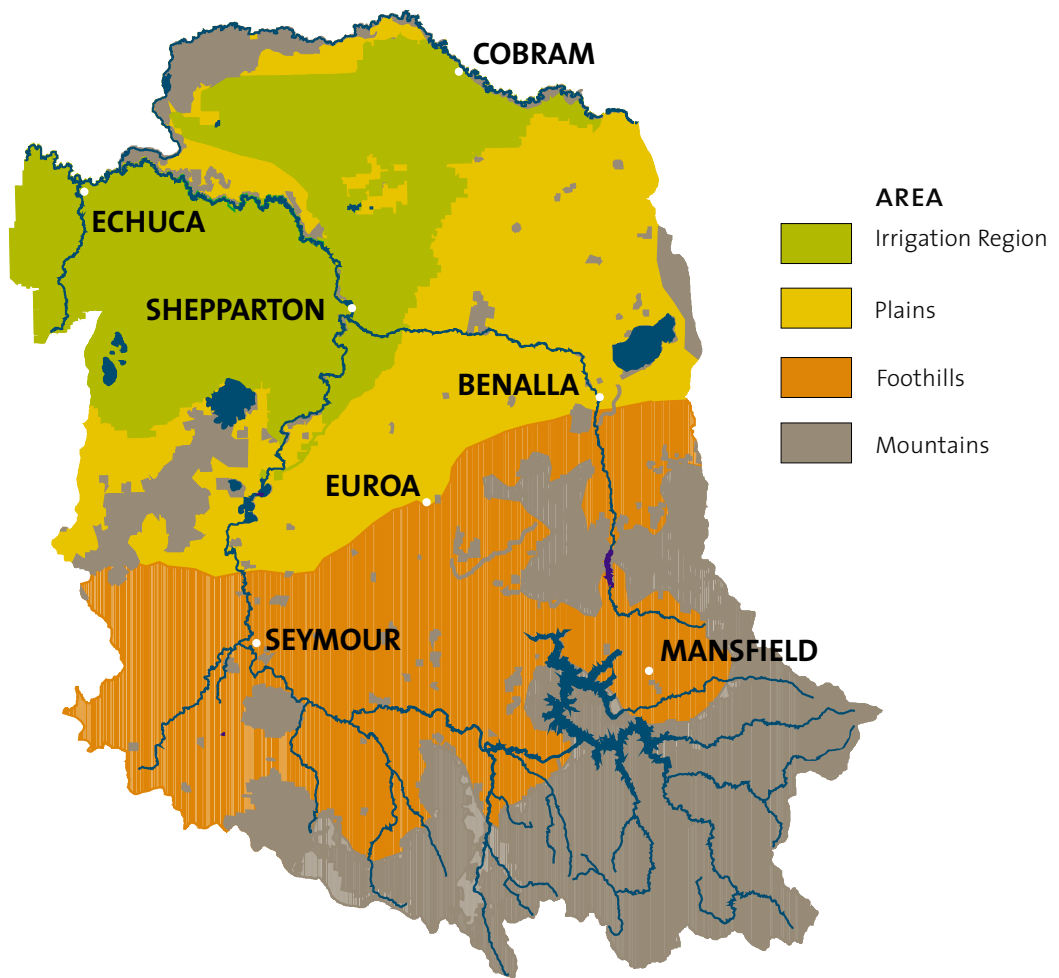 COBRAM
ECHUCA
SHEPPARTON
BENALLA
EUROA
SEYMOUR
MANSFIELD
AREA
Irrigation Region
Plains
Foothills
Mountains